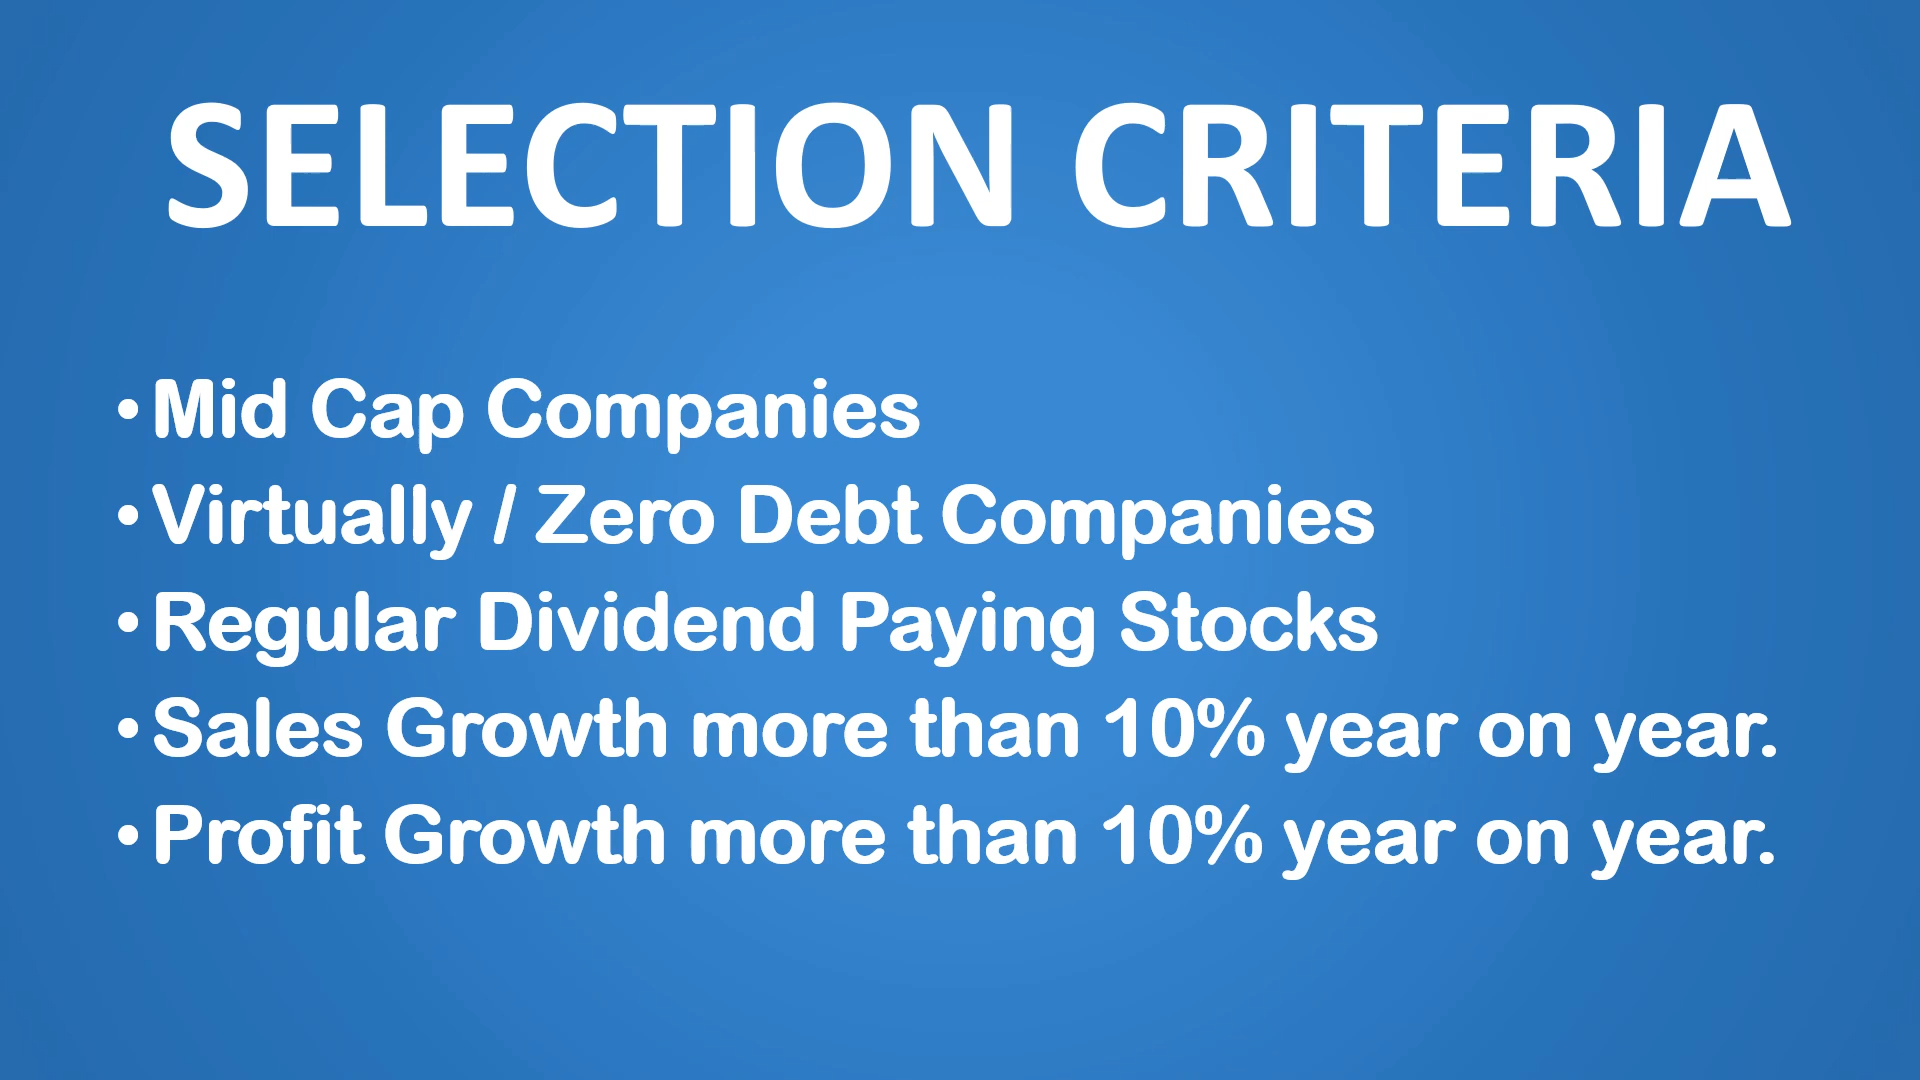 SELECTION CRITERIA
• Mid Cap Companies
• Virtually / Zero Debt Companies
• Regular Dividend Paying Stocks
• Sales Growth more than 10% year on year.
• Profit Growth more than 10% year on year.